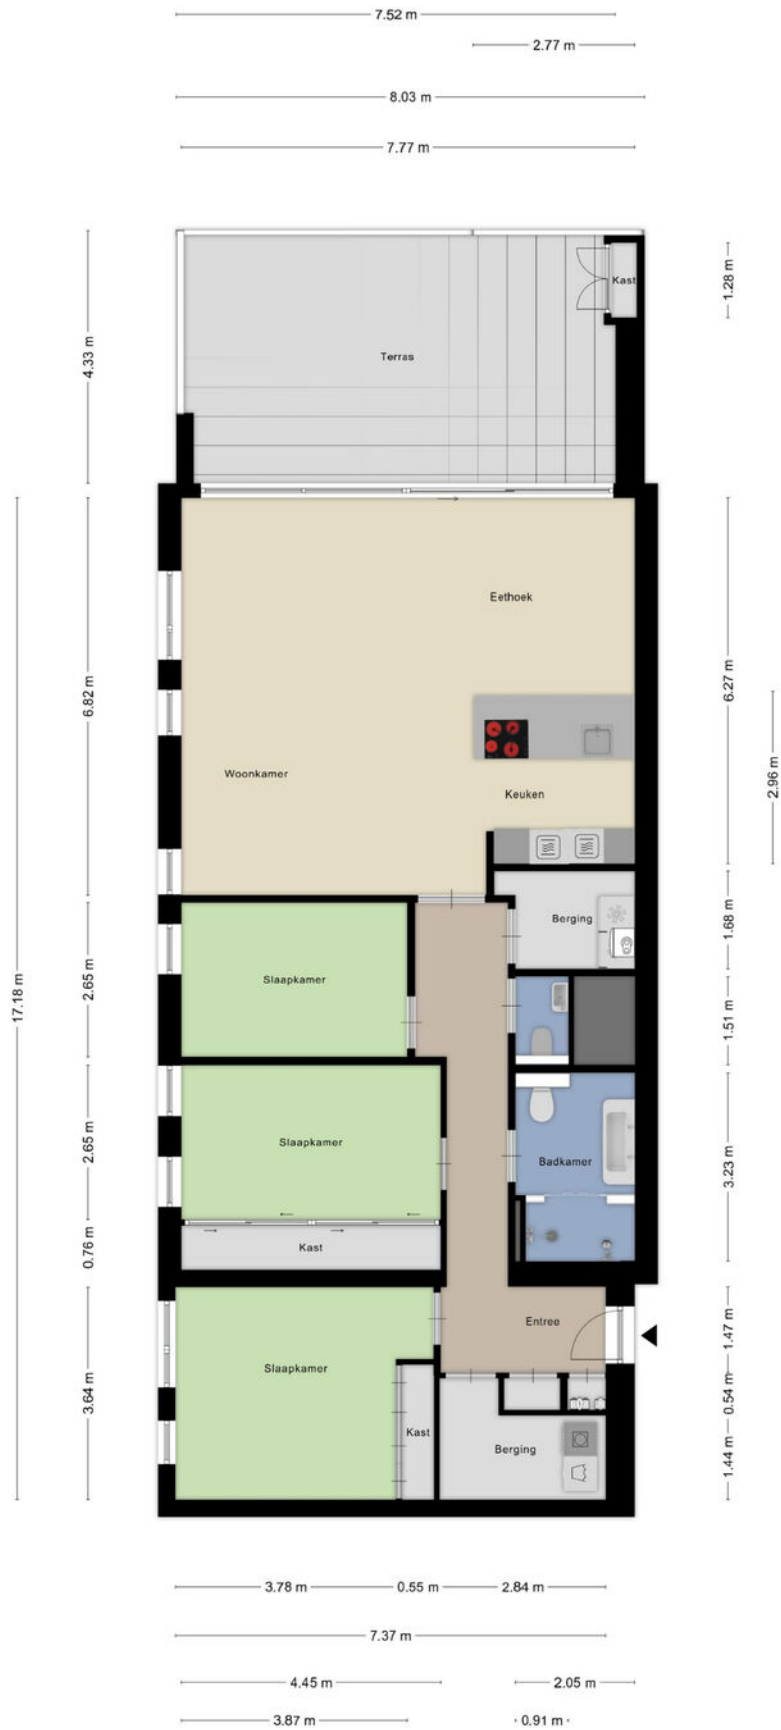 7.52 m
2.77 m
8.03 m
7.77 m
Kast
1.28 m
4.33 m
Terras
Eethoek
6.27 m
6.82 m
2.96 m
Woonkamer
Keuken
Berging
1.68 m
17.18 m
2.65 m
Slaapkamer
1.51 m
Slaapkamer
2.65 m
Badkamer
3.23 m
0.76 m
Kast
Entree
1.47 m
Slaapkamer
3.64 m
0.54 m
Kast
Berging
1.44 m
3.78 m
0.55 m
2.84 m
7.37 m
4.45 m
2.05 m
3.87 m
0.91 m